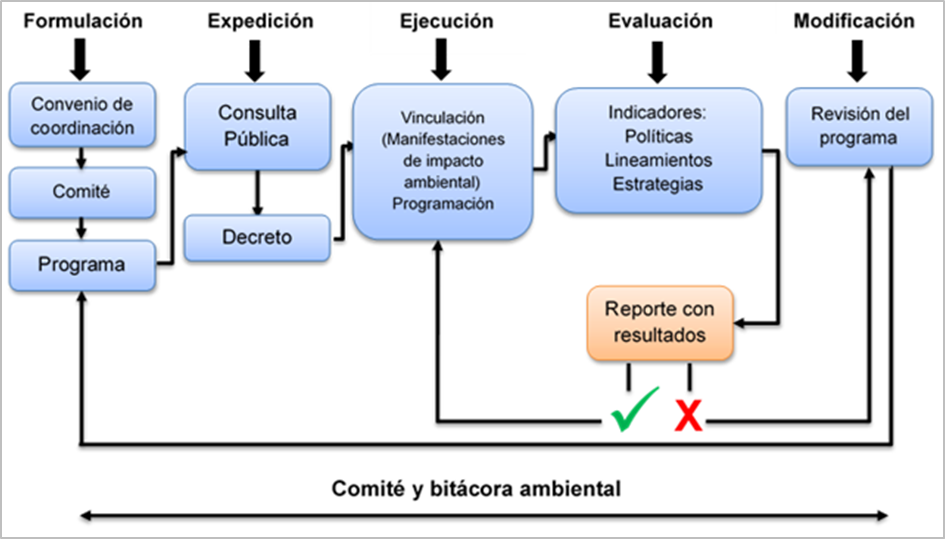 Formulación
Expedición
Ejecución
Evaluación
Modificación
Convenio de
coordinación
Comité
Programa
Consulta
Pública
Decreto
Vinculación
(Manifestaciones
de impacto
ambiental)
Programación
Indicadores:
Políticas
Lineamientos
Estrategias
Reporte con
resultados
X
Revisión del
programa
Comité y bitácora ambiental